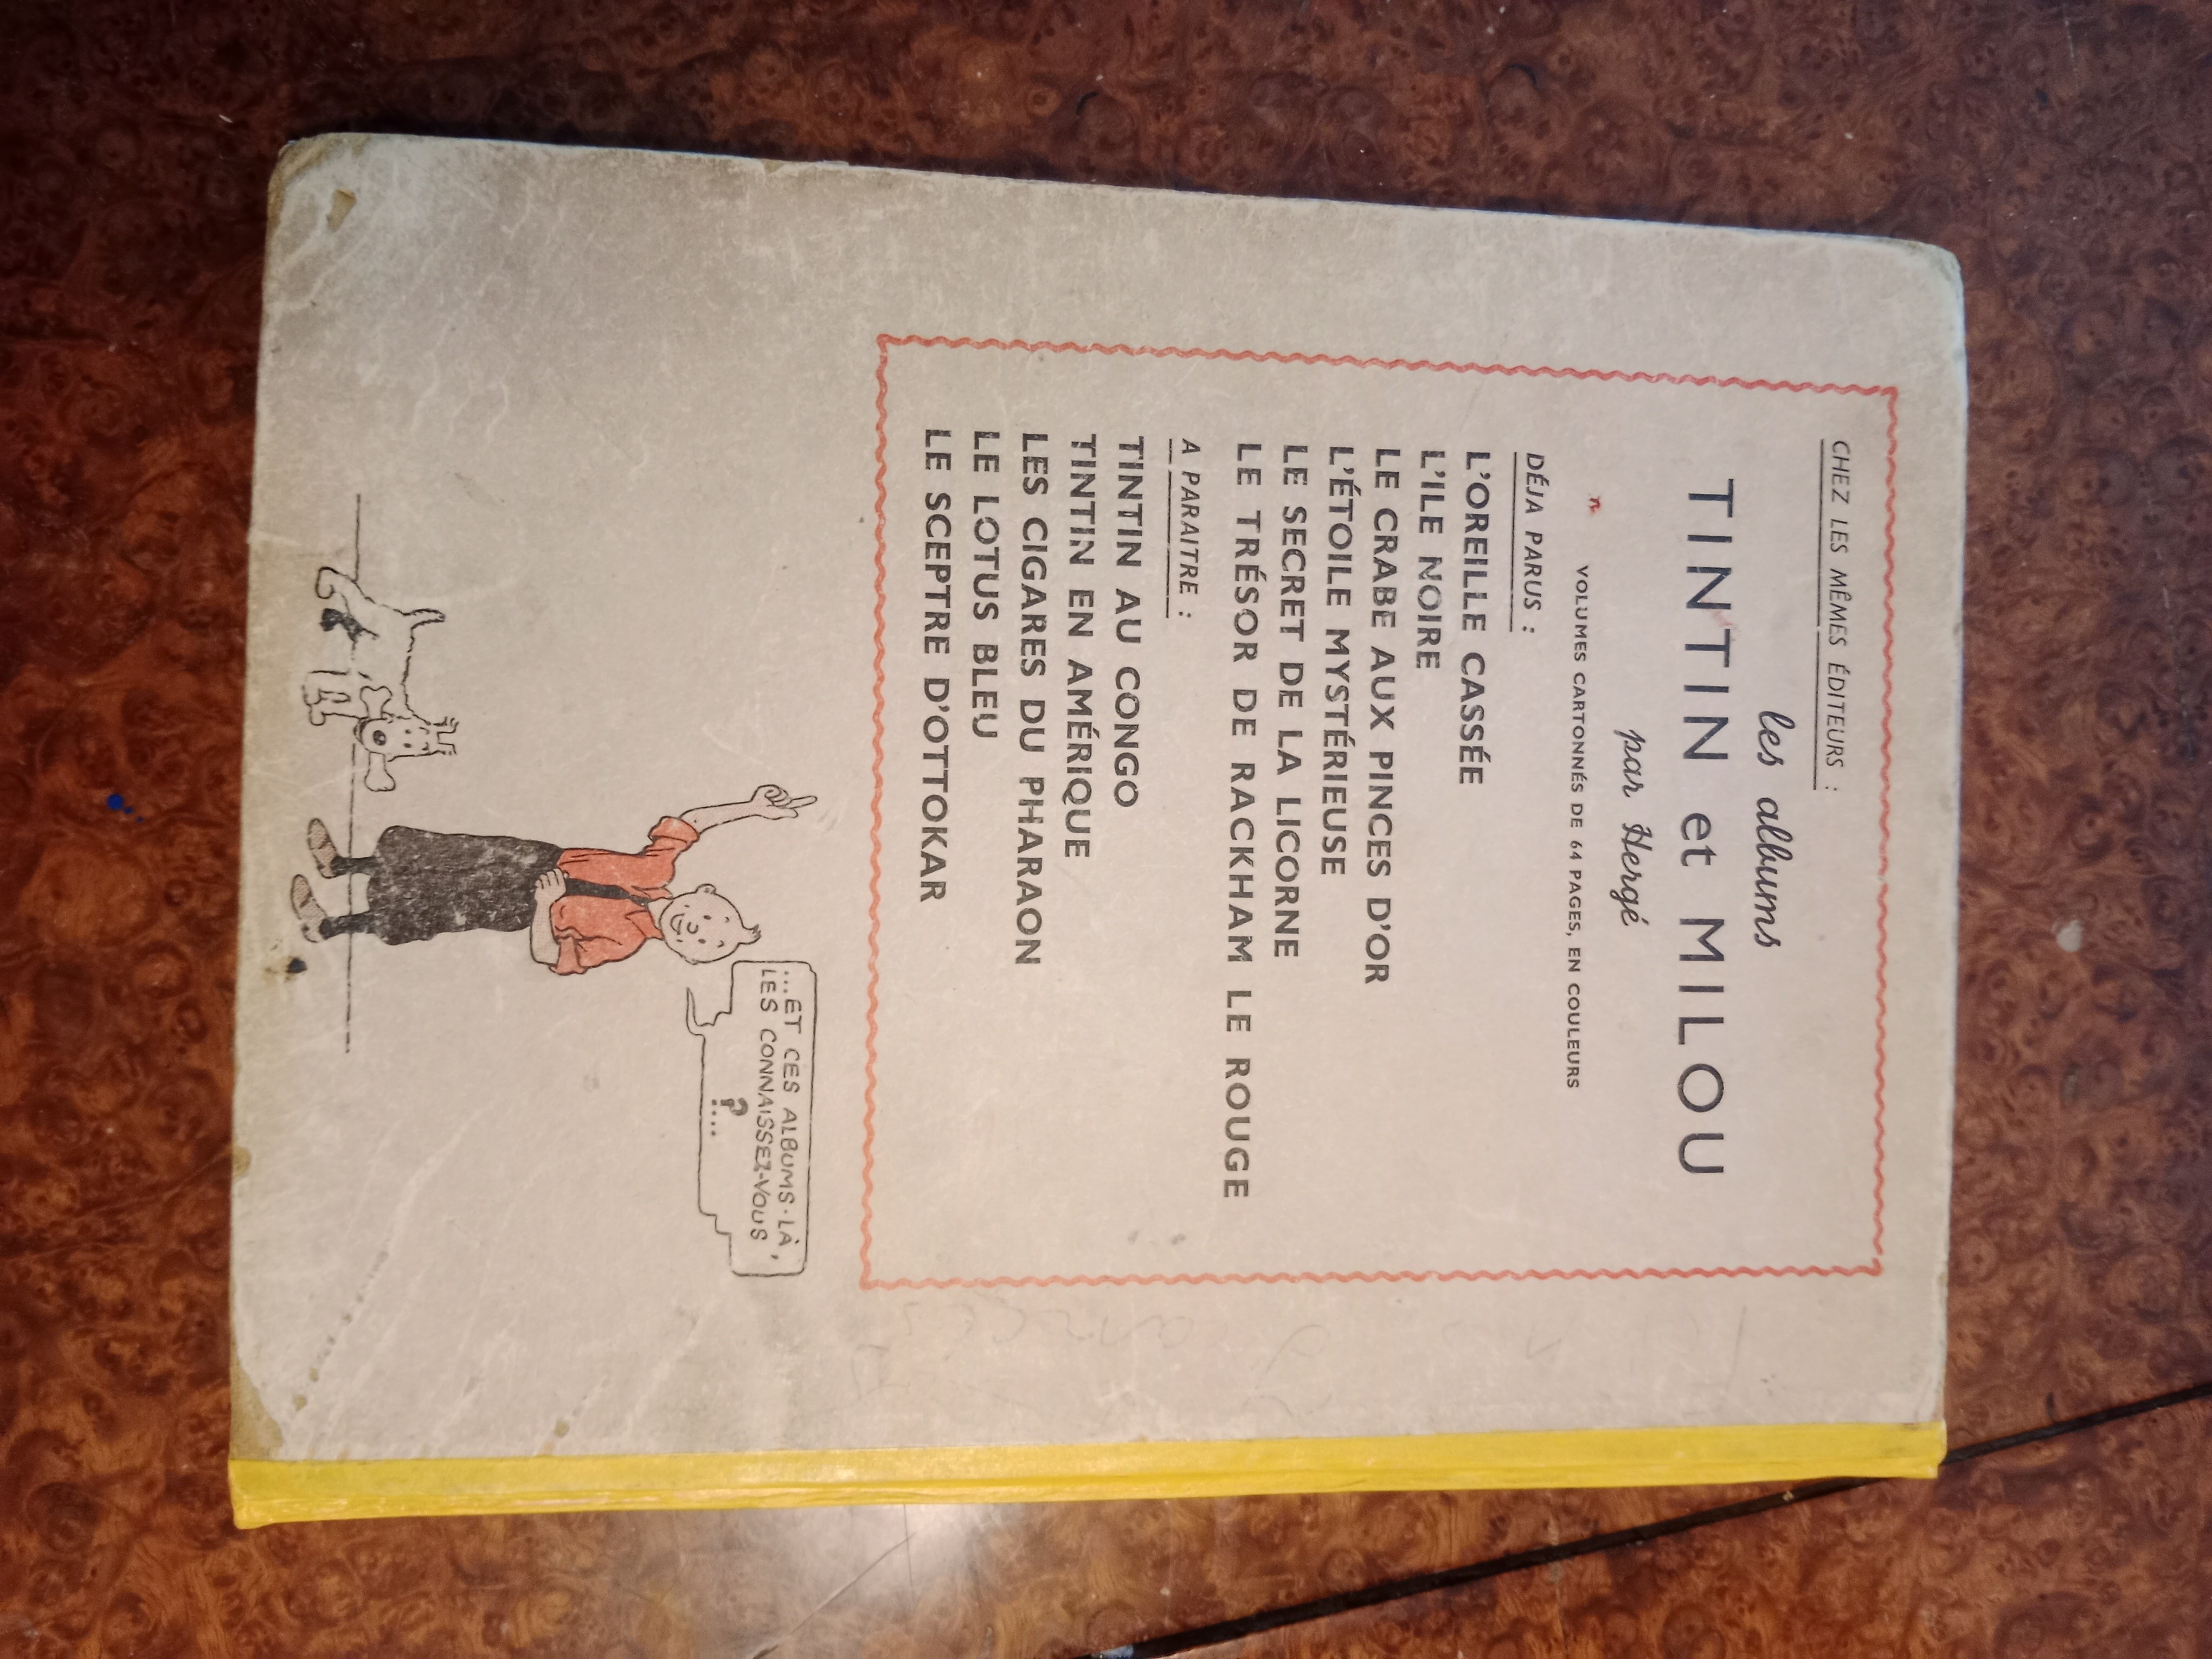 CHEZ LES MÊMES ÉDITEURS :
les albums
TINTIN et MILOU
par Hergé
VOLUMES CARTONNÉS DE 64 PAGES, EN COULEURS
DÉJA PARUS :
L'OREILLE CASSÉE
L'ILE NOIRE
LE CRABE AUX PINCES D'OR
L'ÉTOILE MYSTÉRIEUSE
LE SECRET DE LA LICORNE
LE TRÉSOR DE RACKHAM LE ROUGE
A PARAITRE :
TINTIN AU CONGO
TINTIN EN AMÉRIQUE
LES CIGARES DU PHARAON
LE LOTUS BLEU
LE SCEPTRE D'OTTOKAR
...ET CES ALBUMS-LÀ,
LES CONNAISSEZ-VOUS
?....